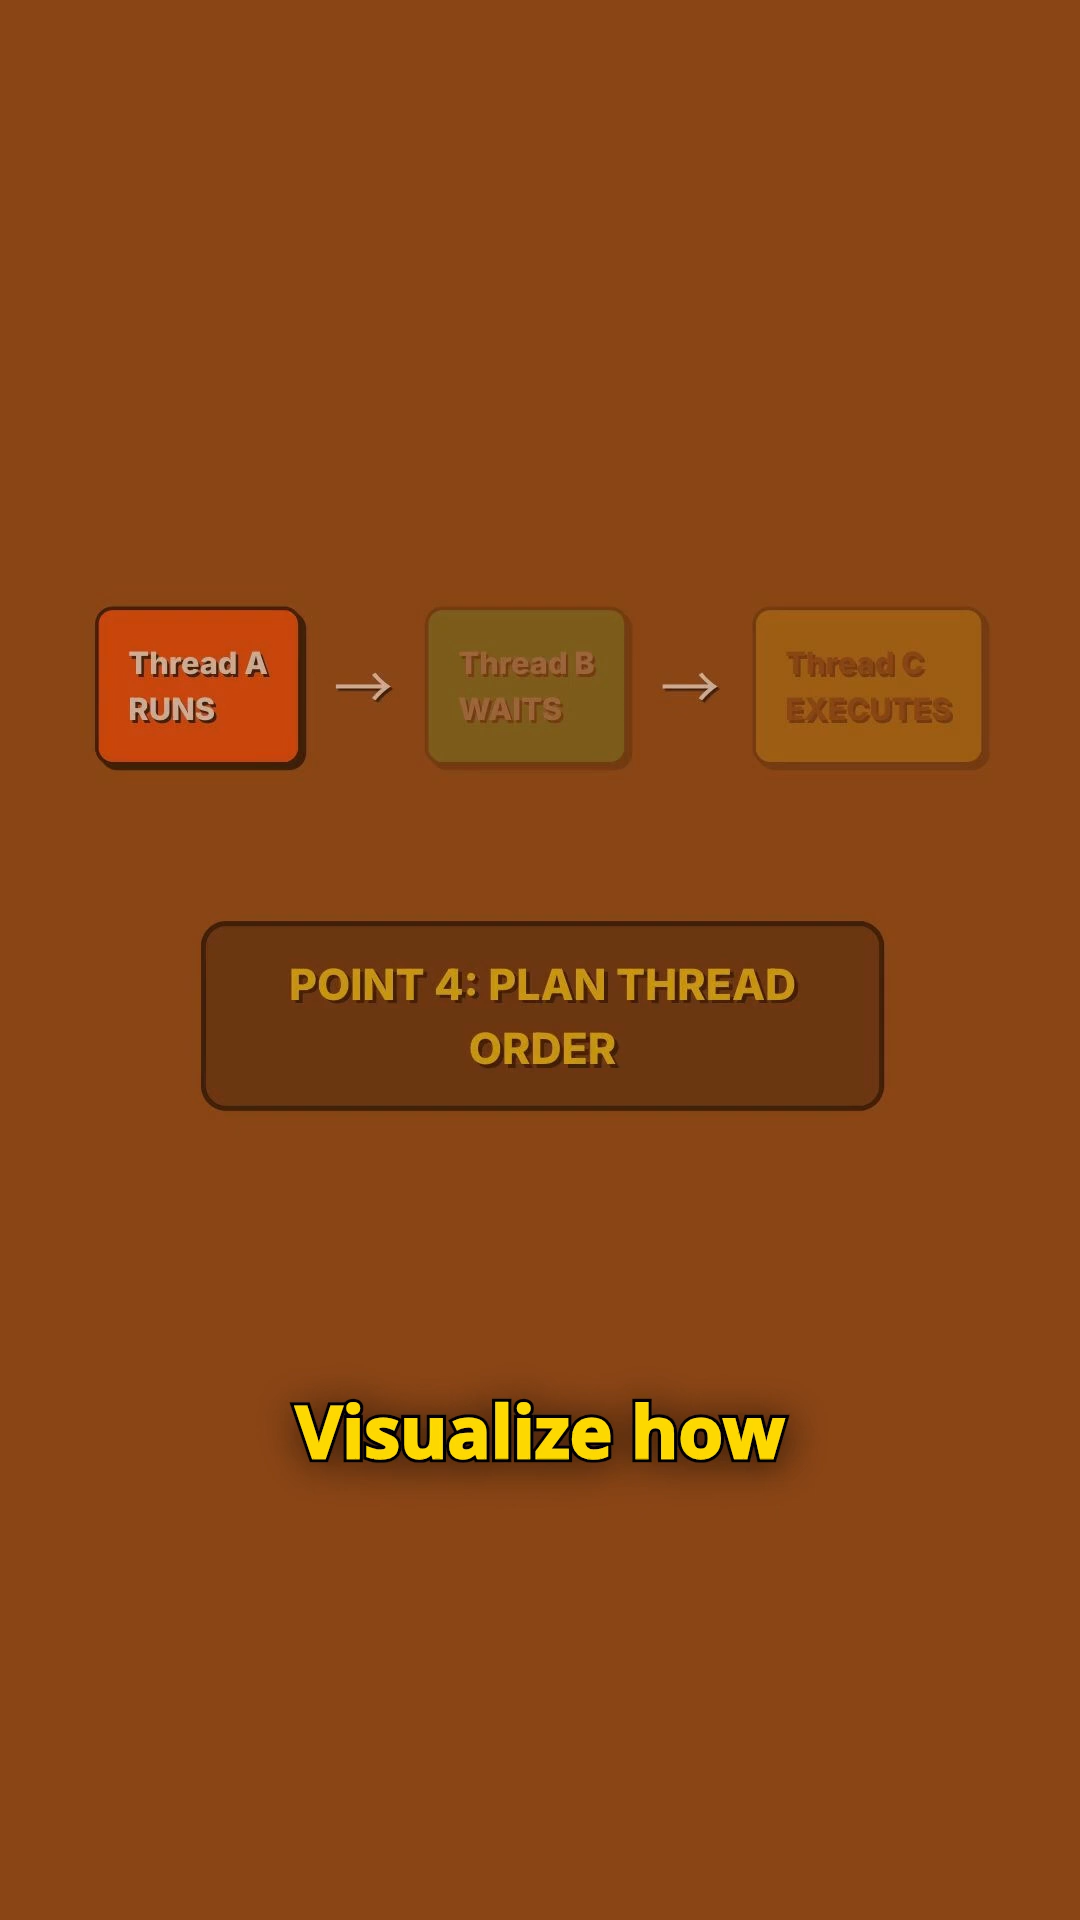 Thread A
RUNS
→
Thread B
WAITS
→
Thread C
EXECUTES
POINT 4: PLAN THREAD
ORDER
Visualize how